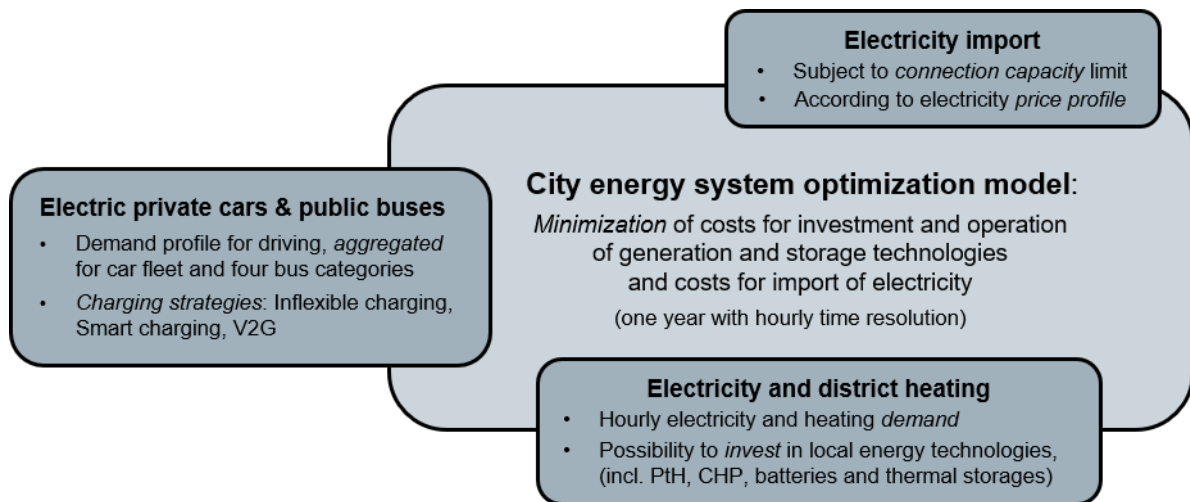 Electricity import
• Subject to connection capacity limit
• According to electricity price profile
Electric private cars & public buses
• Demand profile for driving, aggregated
for car fleet and four bus categories
• Charging strategies: Inflexible charging,
Smart charging, V2G
City energy system optimization model:
Minimization of costs for investment and operation
of generation and storage technologies
and costs for import of electricity
(one year with hourly time resolution)
Electricity and district heating
• Hourly electricity and heating demand
• Possibility to invest in local energy technologies,
(incl. PtH, CHP, batteries and thermal storages)